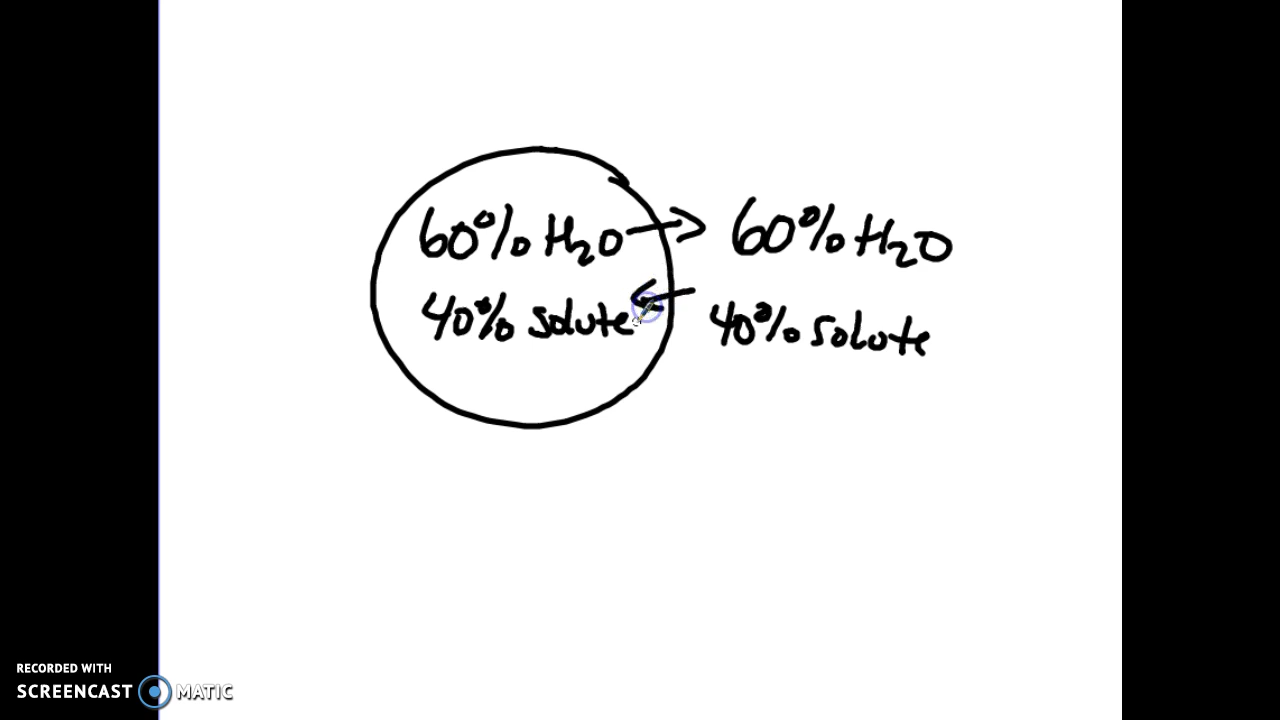 60% H₂O → 60% H₂O
40% solute ← 40% solute
RECORDED WITH
SCREENCAST MATIC